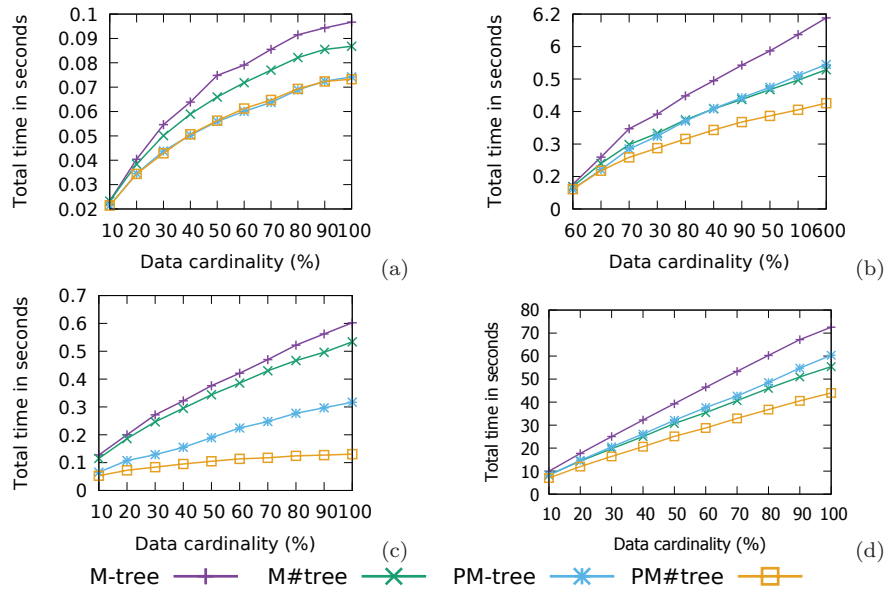 0.1
0.09
0.08
0.07
0.06
0.05
0.04
0.03
0.02
Total time in seconds
10 20 30 40 50 60 70 80 90100
Data cardinality (%)
(a)
6.2
6
0.5
0.4
0.2
0
Total time in seconds
60 20 70 30 80 40 90 50 10600
Data cardinality (%)
(b)
0.7
0.6
0.5
0.4
0.3
0.2
0.1
0
Total time in seconds
10 20 30 40 50 60 70 80 90100
Data cardinality (%)
(c)
80
70
60
50
40
30
20
10
0
Total time in seconds
10 20 30 40 50 60 70 80 90 100
Data cardinality (%)
(d)
M-tree M#tree PM-tree PM#tree